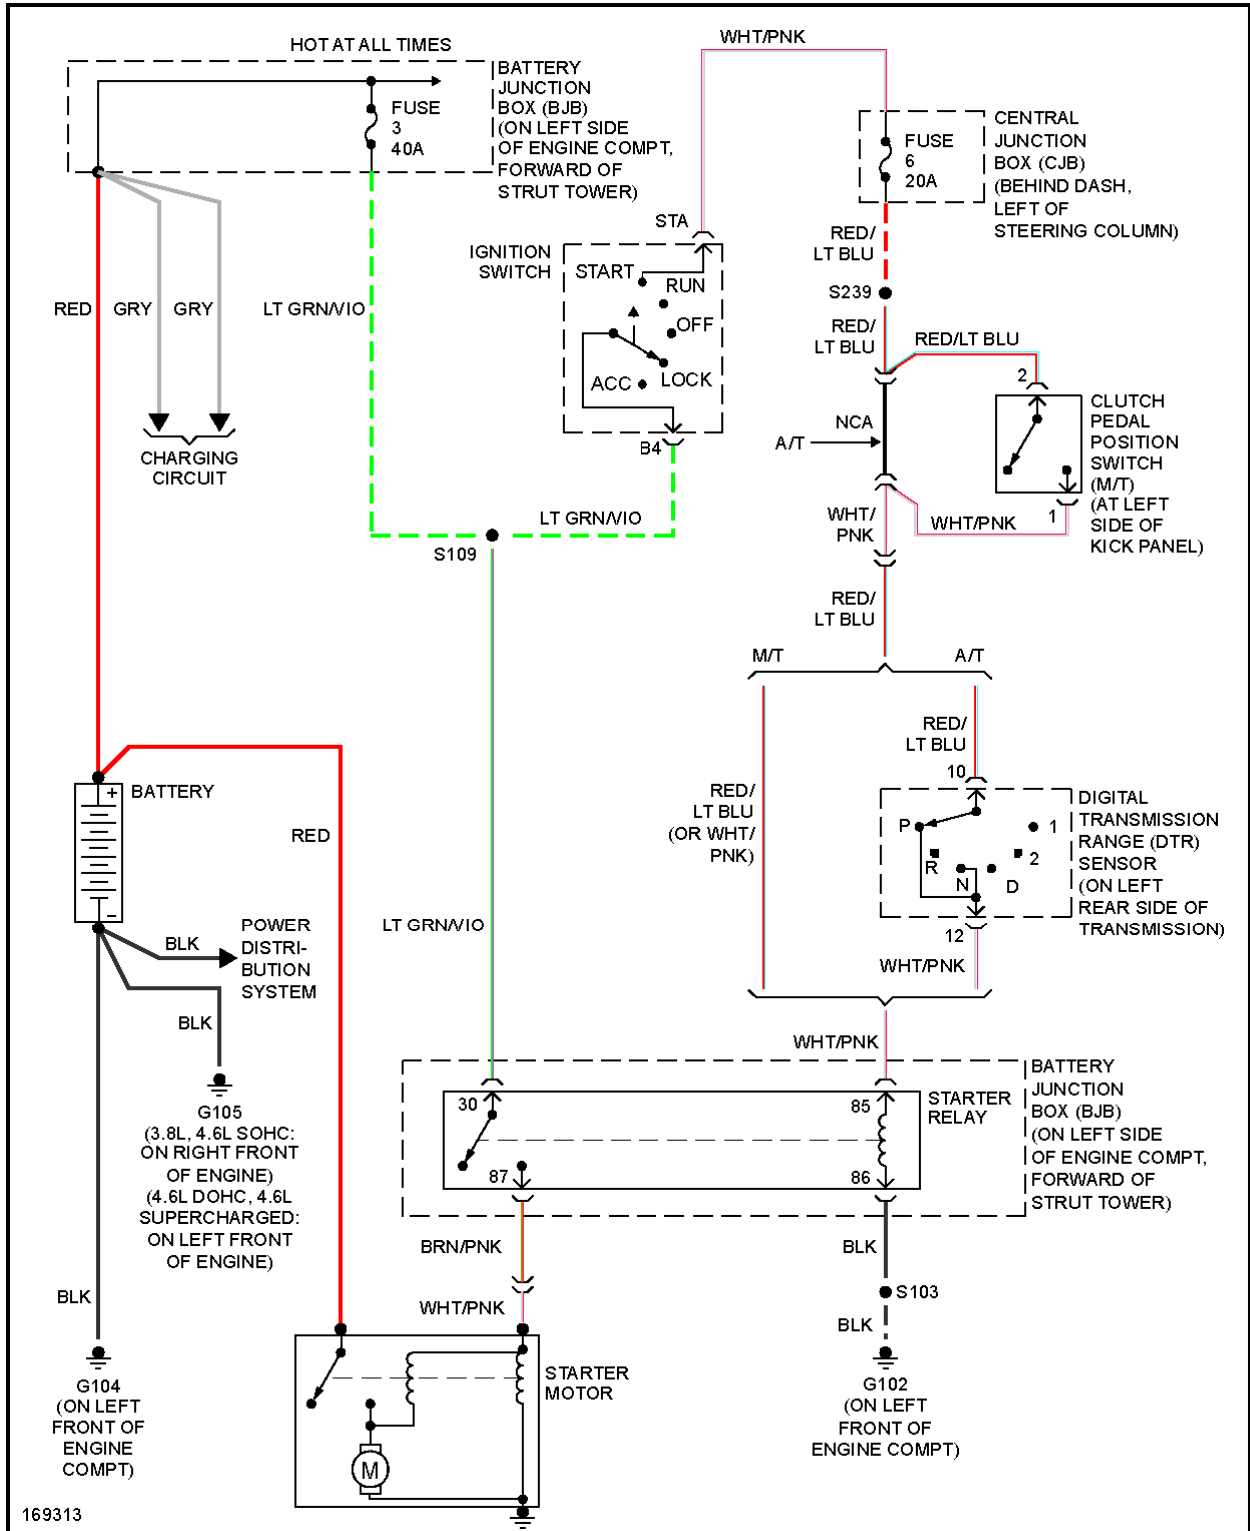 HOT AT ALL TIMES
BATTERY
JUNCTION
BOX (BJB)
(ON LEFT SIDE
OF ENGINE COMPT,
FORWARD OF
STRUT TOWER)
FUSE
3
40A
WHT/PNK
FUSE
6
20A
CENTRAL
JUNCTION
BOX (CJB)
(BEHIND DASH,
LEFT OF
STEERING COLUMN)
STA
IGNITION
SWITCH
START
RUN
OFF
LOCK
ACC
B4
RED/
LT BLU
S239
RED/
LT BLU
RED/LT BLU
2
RED
GRY
GRY
LT GRN/VIO
CHARGING
CIRCUIT
NCA
A/T
CLUTCH
PEDAL
POSITION
SWITCH
(M/T)
(AT LEFT
SIDE OF
KICK PANEL)
1
WHT/
PNK
WHT/PNK
LT GRN/VIO
S109
RED/
LT BLU
M/T
A/T
RED/
LT BLU
10
RED/
LT BLU
(OR WHT/
PNK)
P
R
N
D
2
1
DIGITAL
TRANSMISSION
RANGE (DTR)
SENSOR
(ON LEFT
REAR SIDE OF
TRANSMISSION)
12
WHT/PNK
+
BATTERY
-
RED
LT GRN/VIO
BLK
POWER
DISTRI-
BUTION
SYSTEM
BLK
G105
(3.8L, 4.6L SOHC:
ON RIGHT FRONT
OF ENGINE)
(4.6L DOHC, 4.6L
SUPERCHARGED:
ON LEFT FRONT
OF ENGINE)
WHT/PNK
30
85
87
86
STARTER
RELAY
BATTERY
JUNCTION
BOX (BJB)
(ON LEFT SIDE
OF ENGINE COMPT,
FORWARD OF
STRUT TOWER)
BRN/PNK
BLK
BLK
WHT/PNK
S103
BLK
G104
(ON LEFT
FRONT OF
ENGINE
COMPT)
M
STARTER
MOTOR
G102
(ON LEFT
FRONT OF
ENGINE COMPT)
169313